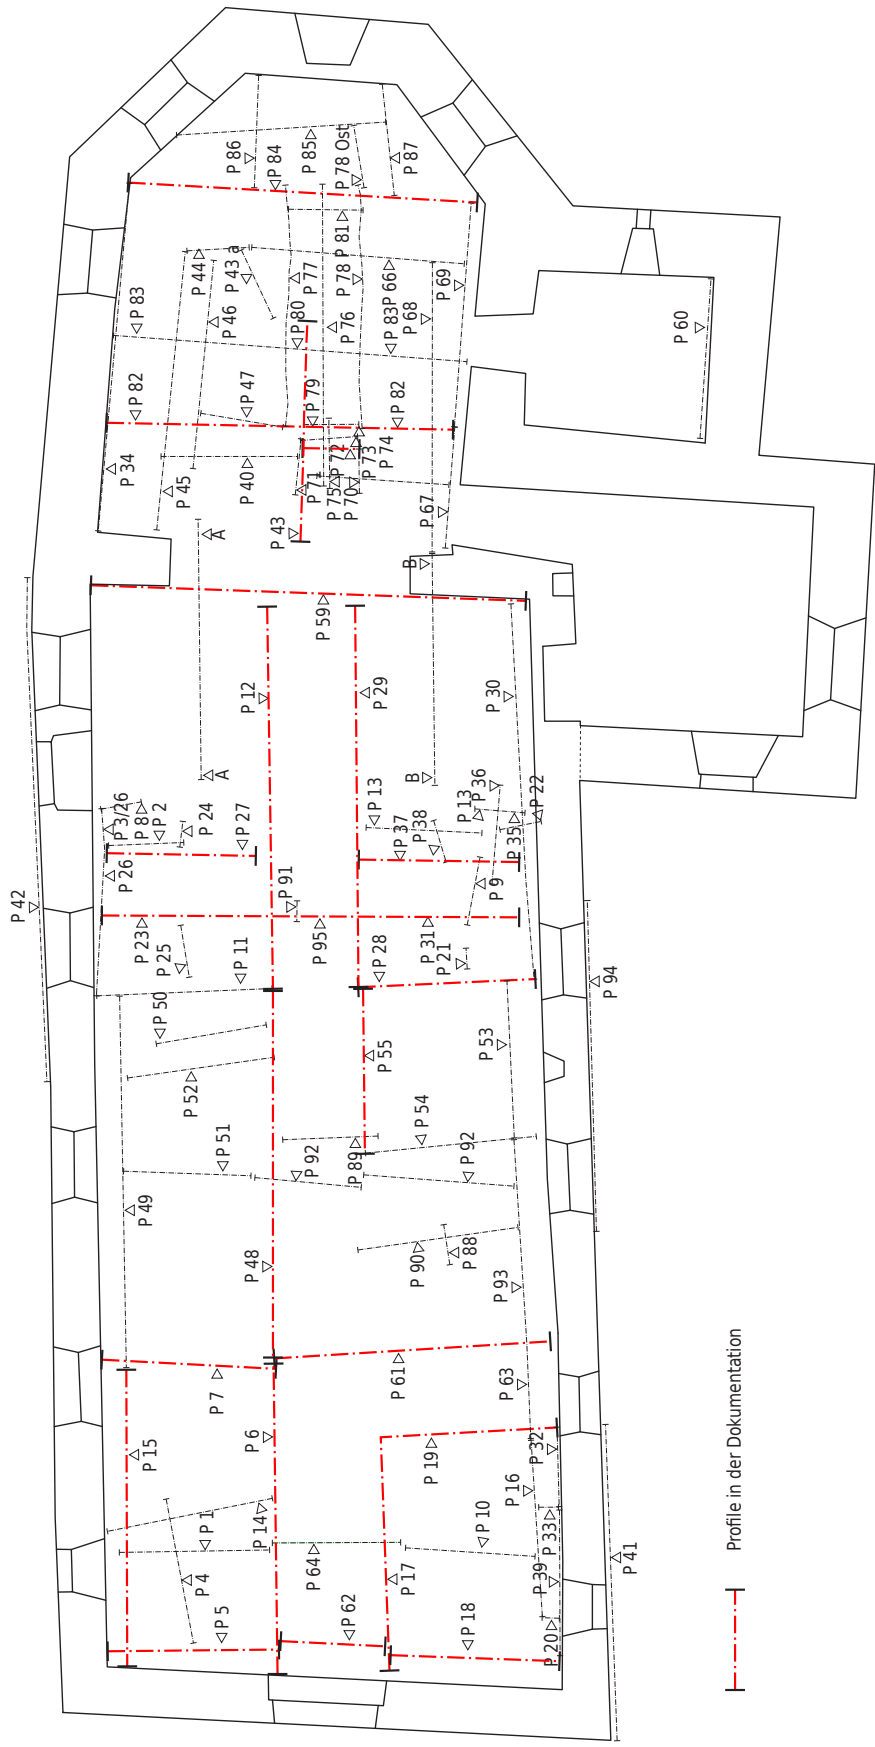 P 86
P 84
P 85
P 78 Ost
P 87
P 44
P 43 a
P 81
P 77
P 78
P 66
P 69
P 83
P 46
P 80
P 76
P 83
P 68
P 60
P 82
P 47
P 79
P 82
P 34
P 45
P 40
P 72
P 73
P 74
P 71
P 75
P 70
P 67
A
P 43
B
P 59
P 12
P 29
P 30
A
B
P 3/26
P 8
P 2
P 24
P 27
P 13
P 13
P 36
P 22
P 37
P 38
P 35
P 26
P 91
P 9
P 42
P 23
P 25
P 11
P 95
P 28
P 31
P 21
P 94
P 50
P 52
P 55
P 53
P 51
P 92
P 89
P 54
P 92
P 49
P 48
P 90
P 88
P 93
P 7
P 61
P 63
P 15
P 6
P 19
P 16
P 32
P 1
P 14
P 10
P 33
P 4
P 64
P 17
P 39
P 41
P 5
P 62
P 18
P 20
Profile in der Dokumentation